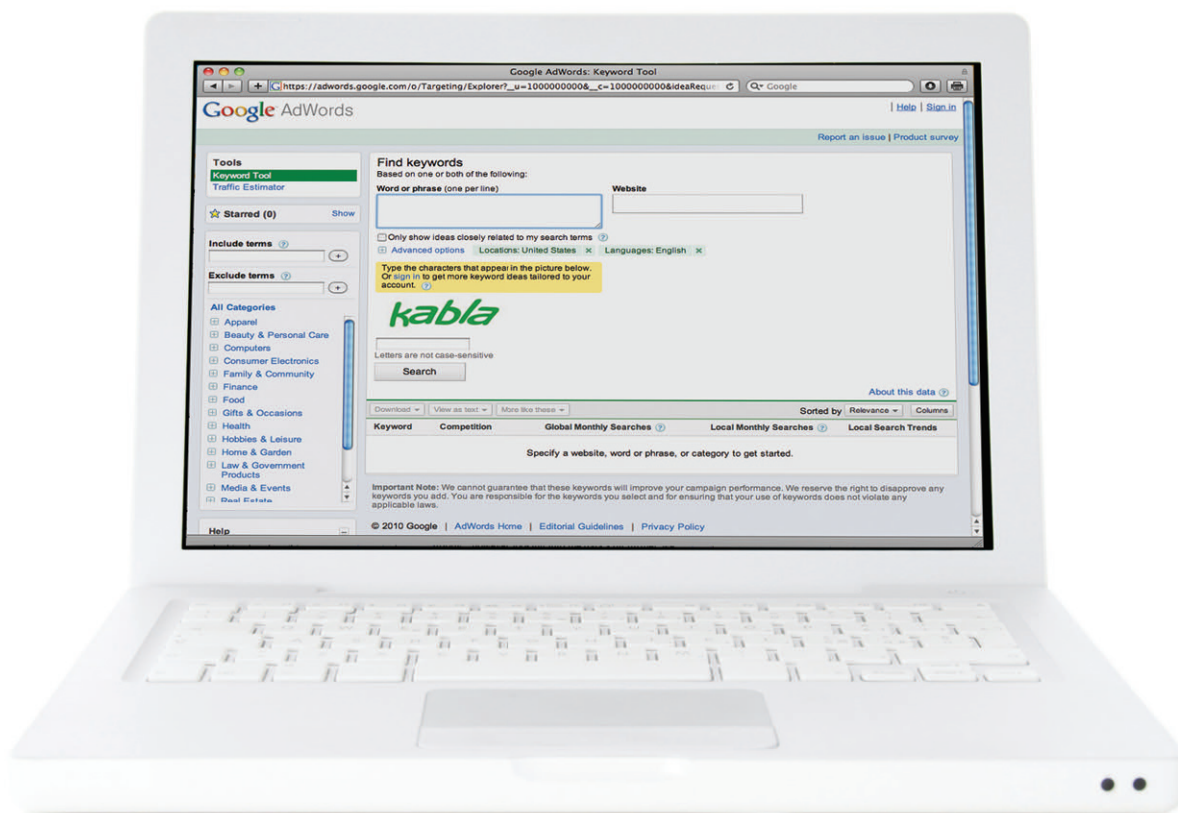 Google AdWords: Keyword Tool
https://adwords.google.com/o/Targeting/Explorer?__u=1000000000&__c=1000000000&ideaReque
Google
Google AdWords
| Help | Sign in
Report an issue | Product survey
Tools
Keyword Tool
Traffic Estimator
Starred (0) Show
Include terms
Exclude terms
All Categories
Apparel
Beauty & Personal Care
Computers
Consumer Electronics
Family & Community
Finance
Food
Gifts & Occasions
Health
Hobbies & Leisure
Home & Garden
Law & Government
Products
Media & Events
Real Estate
Help
Find keywords
Based on one or both of the following:
Word or phrase (one per line) Website
Only show ideas closely related to my search terms
Advanced options Locations: United States × Languages: English ×
Type the characters that appear in the picture below.
Or sign in to get more keyword ideas tailored to your
account.
kabla
Letters are not case-sensitive
Search
About this data
Download View as text More like these Sorted by Relevance Columns
Keyword Competition Global Monthly Searches Local Monthly Searches Local Search Trends
Specify a website, word or phrase, or category to get started.
Important Note: We cannot guarantee that these keywords will improve your campaign performance. We reserve the right to disapprove any
keywords you add. You are responsible for the keywords you select and for ensuring that your use of keywords does not violate any
applicable laws.
© 2010 Google | AdWords Home | Editorial Guidelines | Privacy Policy